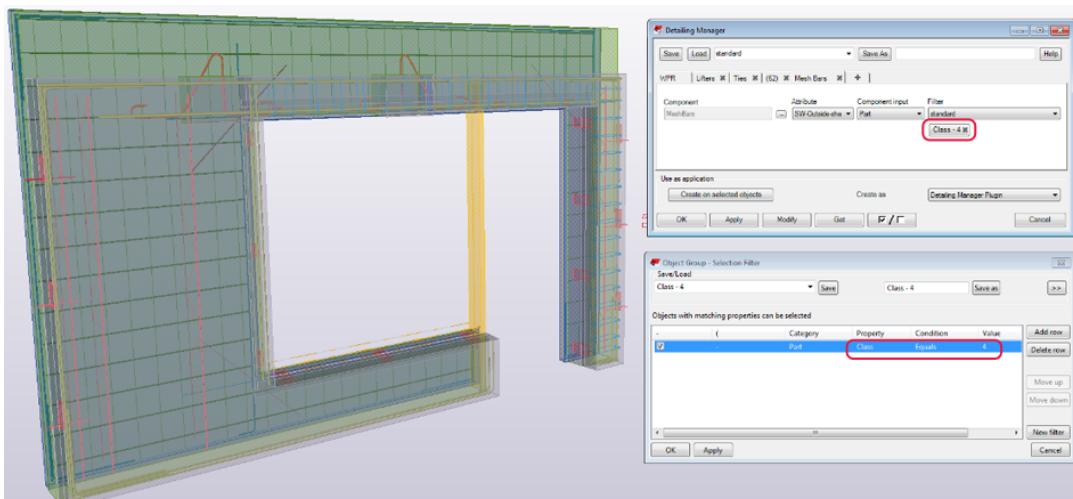 Detailing Manager
Save Load standard Save As Help
WPR Lifters Ties (62) Mesh Bars +
Component Attribute Component input Filter
MeshBars ... SW-Outside-she Part standard
Class - 4
Use as application
Create on selected objects Create as Detailing Manager Plugin
OK Apply Modify Get / Cancel
Object Group - Selection Filter
Save/Load
Class - 4 Save Class - 4 Save as >>
Objects with matching properties can be selected
- ( Category Property Condition Value Add row
- Part Class Equals 4 Delete row
Move up
Move down
New filter
OK Apply Cancel